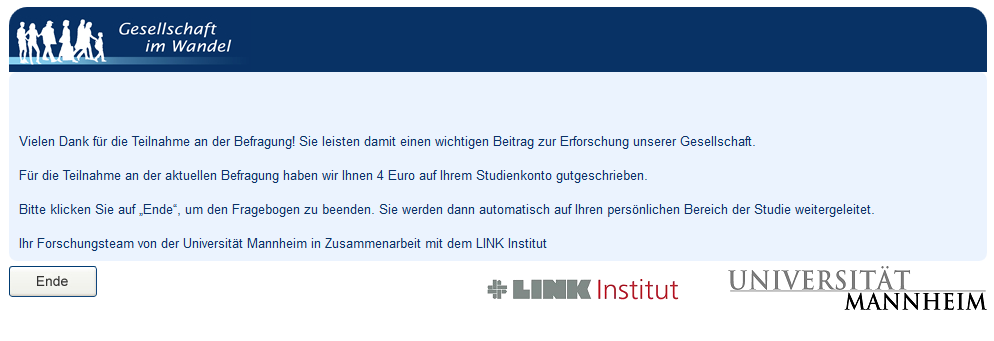 Gesellschaft
im Wandel
Vielen Dank für die Teilnahme an der Befragung! Sie leisten damit einen wichtigen Beitrag zur Erforschung unserer Gesellschaft.
Für die Teilnahme an der aktuellen Befragung haben wir Ihnen 4 Euro auf Ihrem Studienkonto gutgeschrieben.
Bitte klicken Sie auf „Ende“, um den Fragebogen zu beenden. Sie werden dann automatisch auf Ihren persönlichen Bereich der Studie weitergeleitet.
Ihr Forschungsteam von der Universität Mannheim in Zusammenarbeit mit dem LINK Institut
Ende
LINK Institut
UNIVERSITÄT
MANNHEIM